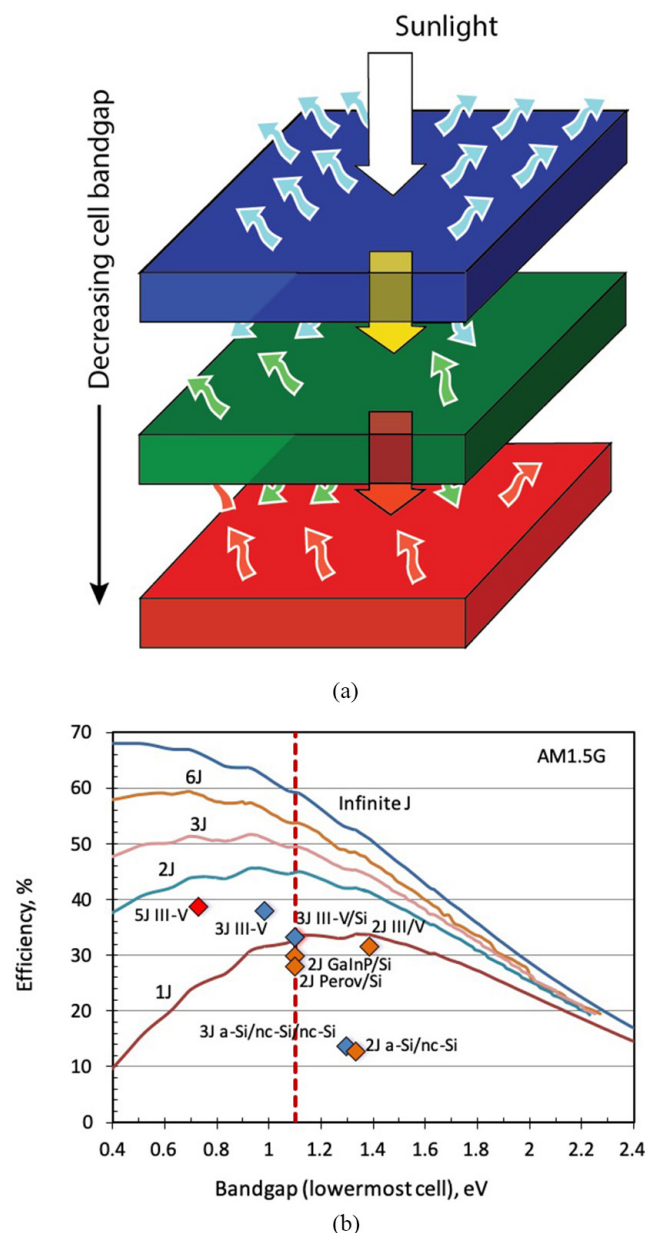 Sunlight
Decreasing cell bandgap
(a)
70
60
50
40
30
20
10
0
Efficiency, %
AM1.5G
Infinite J
6J
3J
2J
1J
5J III-V
3J III-V
3J III-V/Si
2J III/V
2J GaInP/Si
2J Perov/Si
3J a-Si/nc-Si/nc-Si
2J a-Si/nc-Si
0.4 0.6 0.8 1 1.2 1.4 1.6 1.8 2 2.2 2.4
Bandgap (lowermost cell), eV
(b)